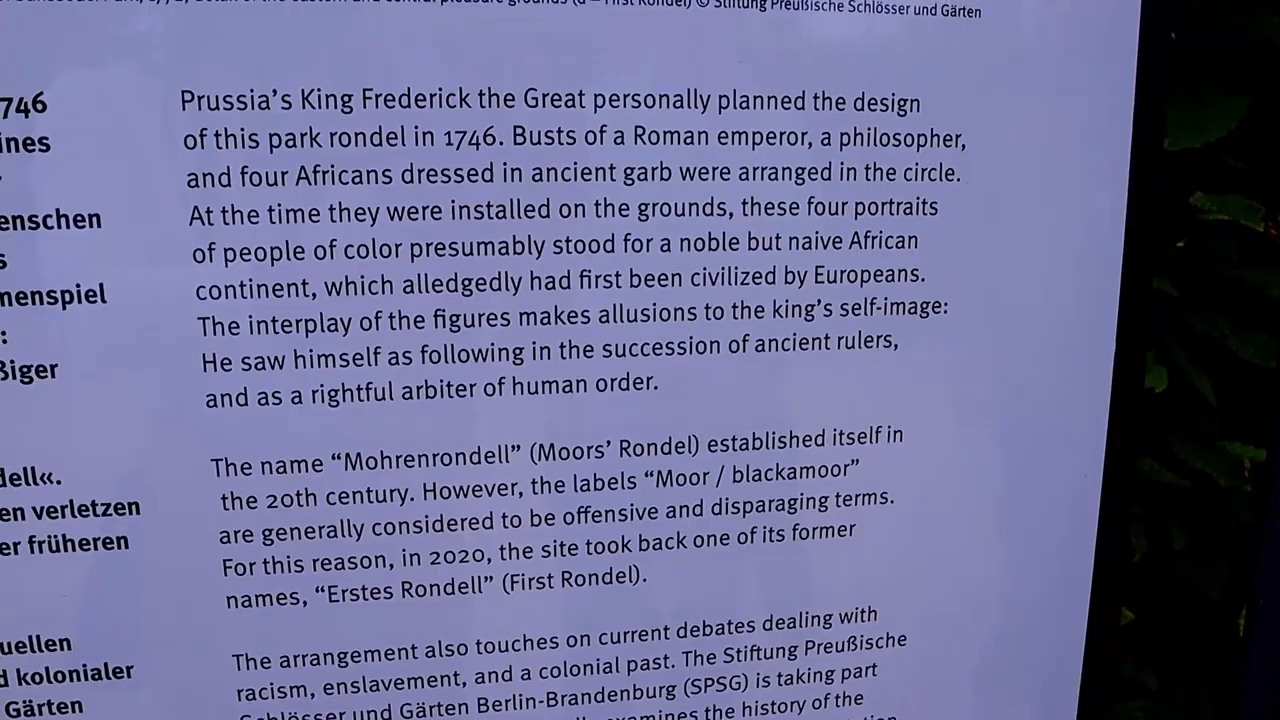 Stiftung Preußische Schlösser und Gärten
746
ines
enschen
s
menspiel
:
ßiger
dell«.
en verletzen
er früheren
uellen
d kolonialer
Gärten
Prussia's King Frederick the Great personally planned the design
of this park rondel in 1746. Busts of a Roman emperor, a philosopher,
and four Africans dressed in ancient garb were arranged in the circle.
At the time they were installed on the grounds, these four portraits
of people of color presumably stood for a noble but naive African
continent, which alledgedly had first been civilized by Europeans.
The interplay of the figures makes allusions to the king's self-image:
He saw himself as following in the succession of ancient rulers,
and as a rightful arbiter of human order.
The name “Mohrenrondell” (Moors' Rondel) established itself in
the 20th century. However, the labels “Moor / blackamoor”
are generally considered to be offensive and disparaging terms.
For this reason, in 2020, the site took back one of its former
names, “Erstes Rondell” (First Rondel).
The arrangement also touches on current debates dealing with
racism, enslavement, and a colonial past. The Stiftung Preußische
Schlösser und Gärten Berlin-Brandenburg (SPSG) is taking part
examines the history of the